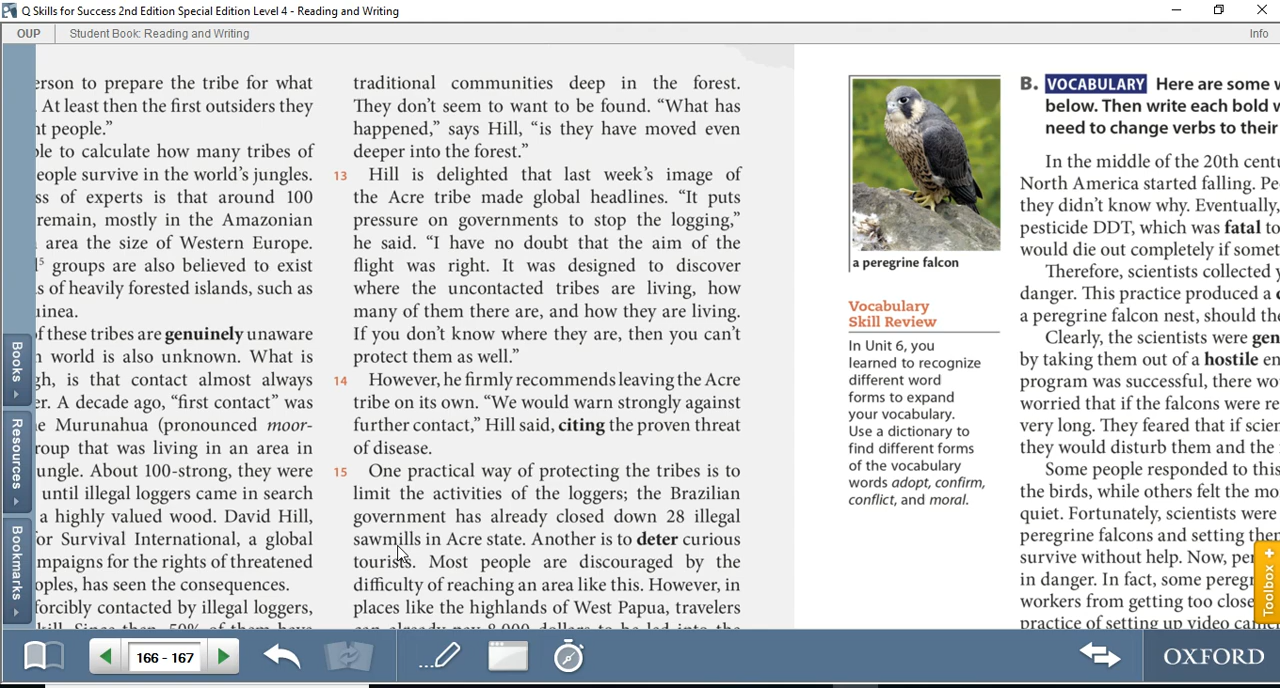 Q Skills for Success 2nd Edition Special Edition Level 4 - Reading and Writing
OUP Student Book: Reading and Writing Info
Books
Resources
Bookmarks
erson to prepare the tribe for what
. At least then the first outsiders they
nt people.”
ble to calculate how many tribes of
eople survive in the world’s jungles.
ss of experts is that around 100
remain, mostly in the Amazonian
area the size of Western Europe.
5 groups are also believed to exist
s of heavily forested islands, such as
uinea.
of these tribes are genuinely unaware
n world is also unknown. What is
gh, is that contact almost always
er. A decade ago, “first contact” was
e Murunahua (pronounced moor-
roup that was living in an area in
ungle. About 100-strong, they were
until illegal loggers came in search
a highly valued wood. David Hill,
or Survival International, a global
mpaigns for the rights of threatened
oples, has seen the consequences.
forcibly contacted by illegal loggers,
traditional communities deep in the forest.
They don’t seem to want to be found. “What has
happened,” says Hill, “is they have moved even
deeper into the forest.”
13 Hill is delighted that last week’s image of
the Acre tribe made global headlines. “It puts
pressure on governments to stop the logging,”
he said. “I have no doubt that the aim of the
flight was right. It was designed to discover
where the uncontacted tribes are living, how
many of them there are, and how they are living.
If you don’t know where they are, then you can’t
protect them as well.”
14 However, he firmly recommends leaving the Acre
tribe on its own. “We would warn strongly against
further contact,” Hill said, citing the proven threat
of disease.
15 One practical way of protecting the tribes is to
limit the activities of the loggers; the Brazilian
government has already closed down 28 illegal
sawmills in Acre state. Another is to deter curious
tourists. Most people are discouraged by the
difficulty of reaching an area like this. However, in
places like the highlands of West Papua, travelers
a peregrine falcon
Vocabulary
Skill Review
In Unit 6, you
learned to recognize
different word
forms to expand
your vocabulary.
Use a dictionary to
find different forms
of the vocabulary
words adopt, confirm,
conflict, and moral.
B. VOCABULARY Here are some w
below. Then write each bold w
need to change verbs to their
In the middle of the 20th centu
North America started falling. Pe
they didn’t know why. Eventually,
pesticide DDT, which was fatal to
would die out completely if somet
Therefore, scientists collected y
danger. This practice produced a
a peregrine falcon nest, should the
Clearly, the scientists were gen
by taking them out of a hostile en
program was successful, there wo
worried that if the falcons were re
very long. They feared that if scien
they would disturb them and the
Some people responded to this
the birds, while others felt the mo
quiet. Fortunately, scientists were
peregrine falcons and setting then
survive without help. Now, per
in danger. In fact, some peregr
workers from getting too close
practice of setting up video ca
Toolbox +
166 - 167
OXFORD